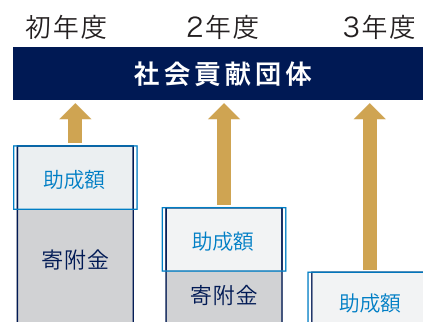 初年度 2年度 3年度
社会貢献団体
助成額
寄附金
助成額
寄附金
助成額